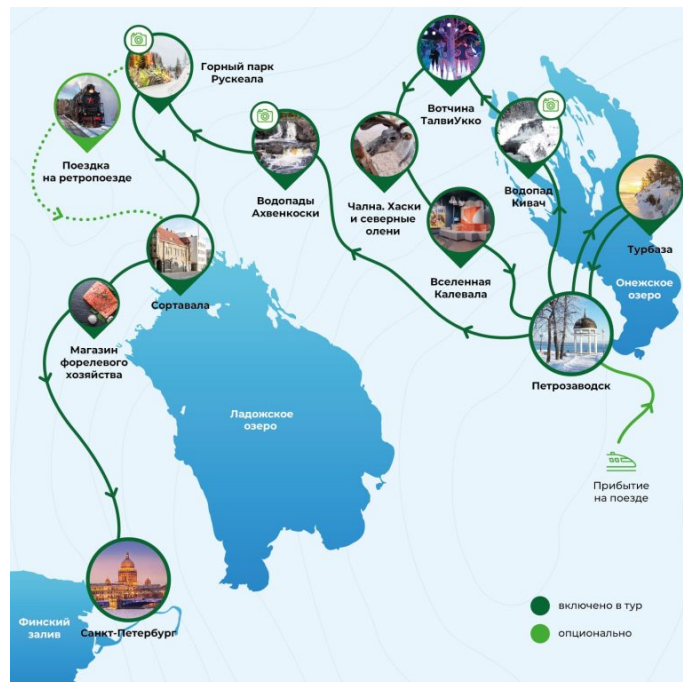 Горный парк
Рускеала
Вотчина
ТалвиУкко
Поездка
на ретропоезде
Водопады
Ахвенкоски
Чална. Хаски
и северные
олени
Водопад
Кивач
Турбаза
Вселенная
Калевала
Онежское
озеро
Сортавала
Магазин
форелевого
хозяйства
Петрозаводск
Ладожское
озеро
Прибытие
на поезде
Финский
залив
Санкт-Петербург
включено в тур
опционально